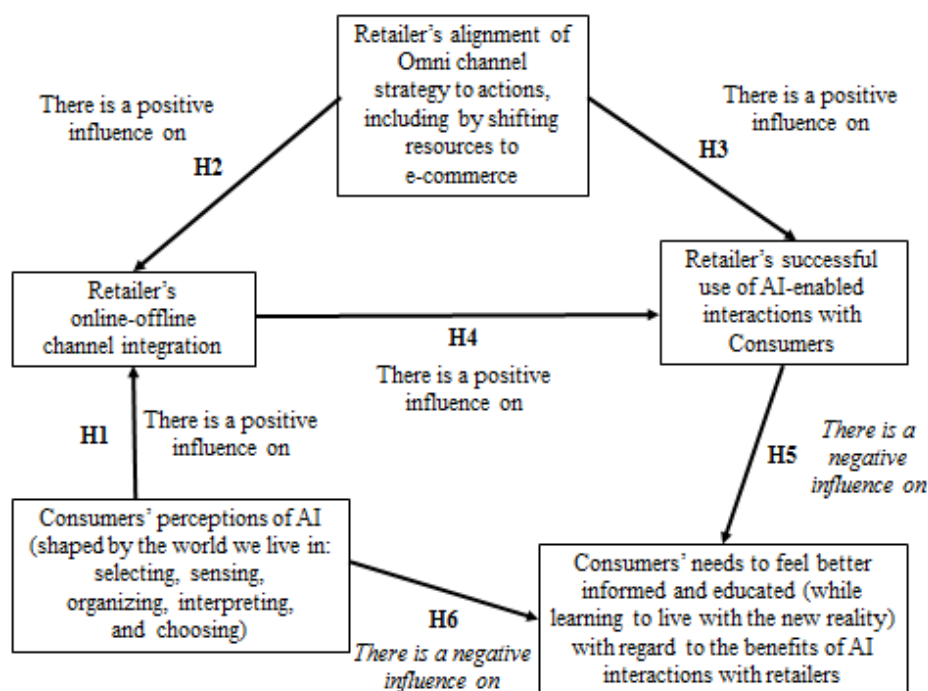 Retailer's alignment of
Omni channel
strategy to actions,
including by shifting
resources to
e-commerce
There is a positive
influence on
H2
There is a positive
influence on
H3
Retailer's
online-offline
channel integration
Retailer's successful
use of AI-enabled
interactions with
Consumers
H4
There is a positive
influence on
H1
There is a positive
influence on
H5
There is a
negative
influence on
Consumers' perceptions of AI
(shaped by the world we live in:
selecting, sensing,
organizing, interpreting,
and choosing)
H6
There is a negative
influence on
Consumers' needs to feel better
informed and educated (while
learning to live with the new reality)
with regard to the benefits of AI
interactions with retailers